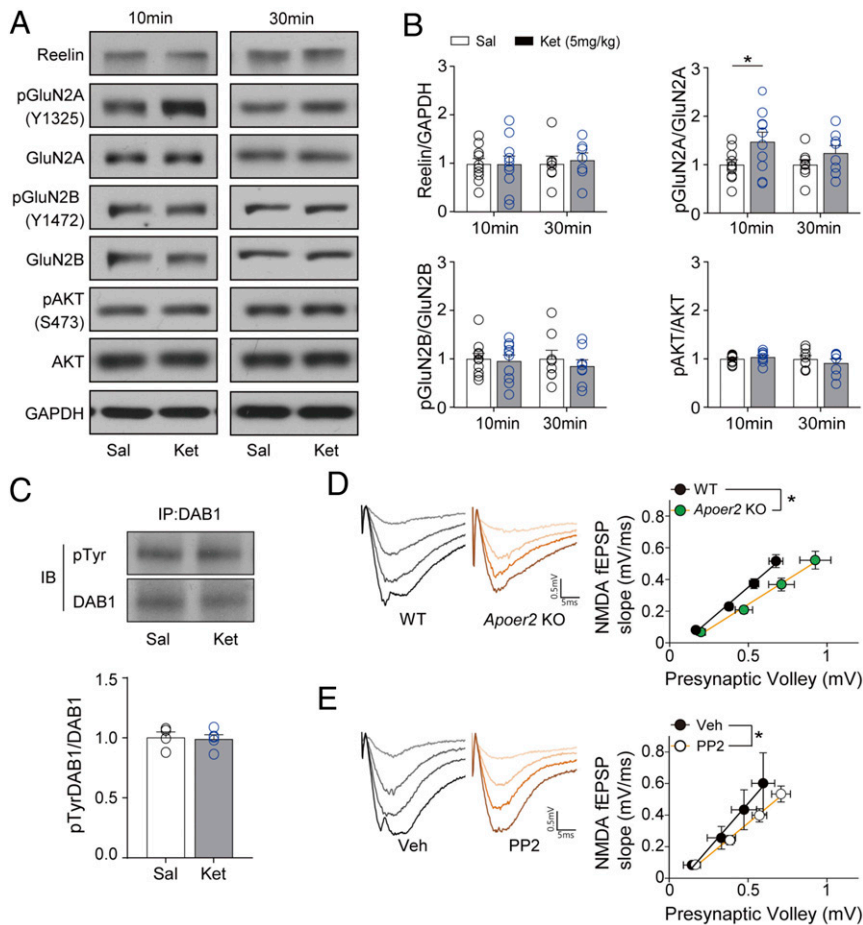 A
10min
30min
Reelin
pGluN2A
(Y1325)
GluN2A
pGluN2B
(Y1472)
GluN2B
pAKT
(S473)
AKT
GAPDH
Sal
Ket
Sal
Ket
B
Sal
Ket (5mg/kg)
Reelin/GAPDH
3
2
1
0
10min
30min
pGluN2A/GluN2A
3
2
1
0
*
10min
30min
pGluN2B/GluN2B
3
2
1
0
10min
30min
pAKT/AKT
3
2
1
0
10min
30min
C
IP:DAB1
IB
pTyr
DAB1
Sal
Ket
pTyrDAB1/DAB1
1.5
1.0
0.5
0.0
Sal
Ket
D
0.5mV
5ms
WT
Apoer2 KO
WT
Apoer2 KO
*
NMDA fEPSP
slope (mV/ms)
0.8
0.6
0.4
0.2
0
0
0.5
1
Presynaptic Volley (mV)
E
0.5mV
5ms
Veh
PP2
Veh
PP2
*
NMDA fEPSP
slope (mV/ms)
1.0
0.8
0.6
0.4
0.2
0
0
0.5
1
Presynaptic Volley (mV)